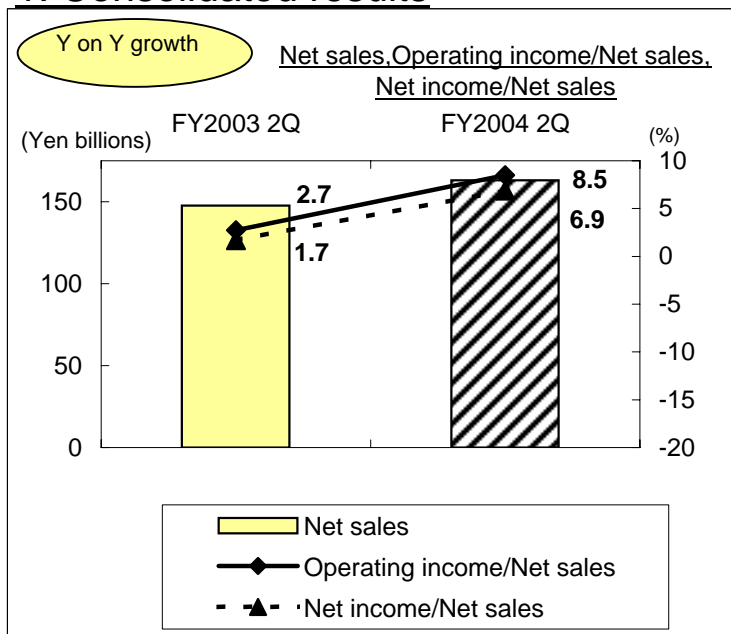 Y on Y growth
Net sales,Operating income/Net sales,
Net income/Net sales
FY2003 2Q
FY2004 2Q
(Yen billions)
(%)
150
100
50
0
10
5
0
-5
-10
-15
-20
2.7
1.7
8.5
6.9
Net sales
Operating income/Net sales
Net income/Net sales